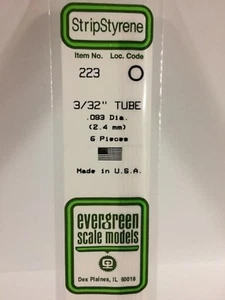 StripStyrene
Item No. Loc. Code
223
3/32" TUBE
.093 Dia.
(2.4 mm)
6 Pieces
Made in U.S.A.
evergreen
scale models
Des Plaines, IL 60018